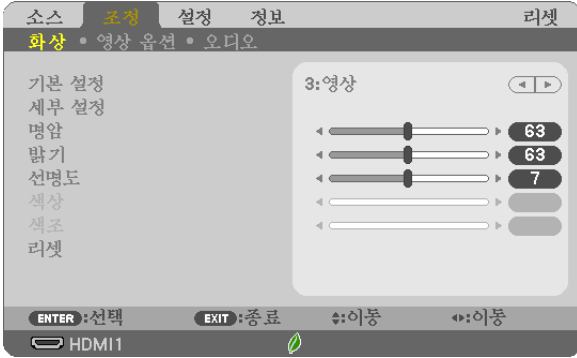 소스 조정 설정 정보 리셋
화상 • 영상 옵션 • 오디오
기본 설정 3:영상
세부 설정
명암 63
밝기 63
선명도 7
색상
색조
리셋
ENTER:선택 EXIT:종료 :이동 :이동
HDMI1